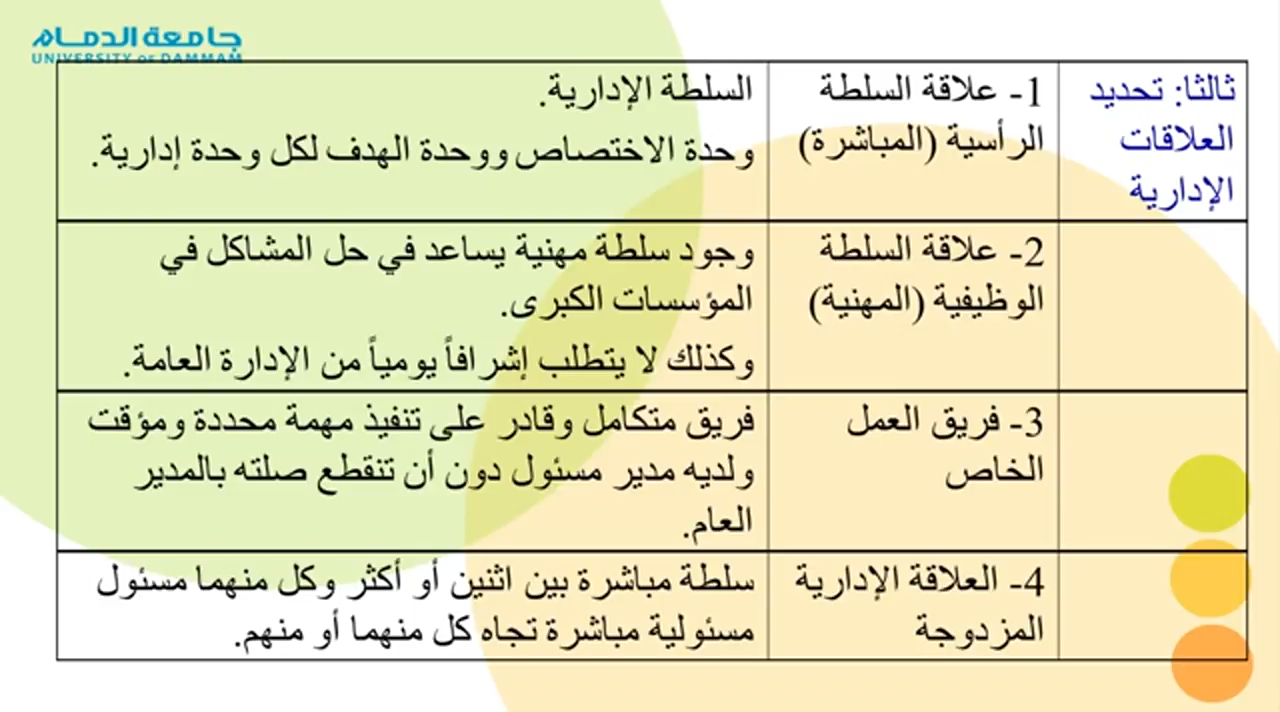 جامعة الدمام
UNIVERSITY OF DAMMAM
ثالثا: تحديد
العلاقات
الإدارية
1- علاقة السلطة
الرأسية (المباشرة)
السلطة الإدارية.
وحدة الاختصاص ووحدة الهدف لكل وحدة إدارية.
2- علاقة السلطة
الوظيفية (المهنية)
وجود سلطة مهنية يساعد في حل المشاكل في
المؤسسات الكبرى.
وكذلك لا يتطلب إشرافاً يومياً من الإدارة العامة.
3- فريق العمل
الخاص
فريق متكامل وقادر على تنفيذ مهمة محددة ومؤقت
ولديه مدير مسئول دون أن تنقطع صلته بالمدير
العام.
4- العلاقة الإدارية
المزدوجة
سلطة مباشرة بين اثنين أو أكثر وكل منهما مسئول
مسئولية مباشرة تجاه كل منهما أو منهم.